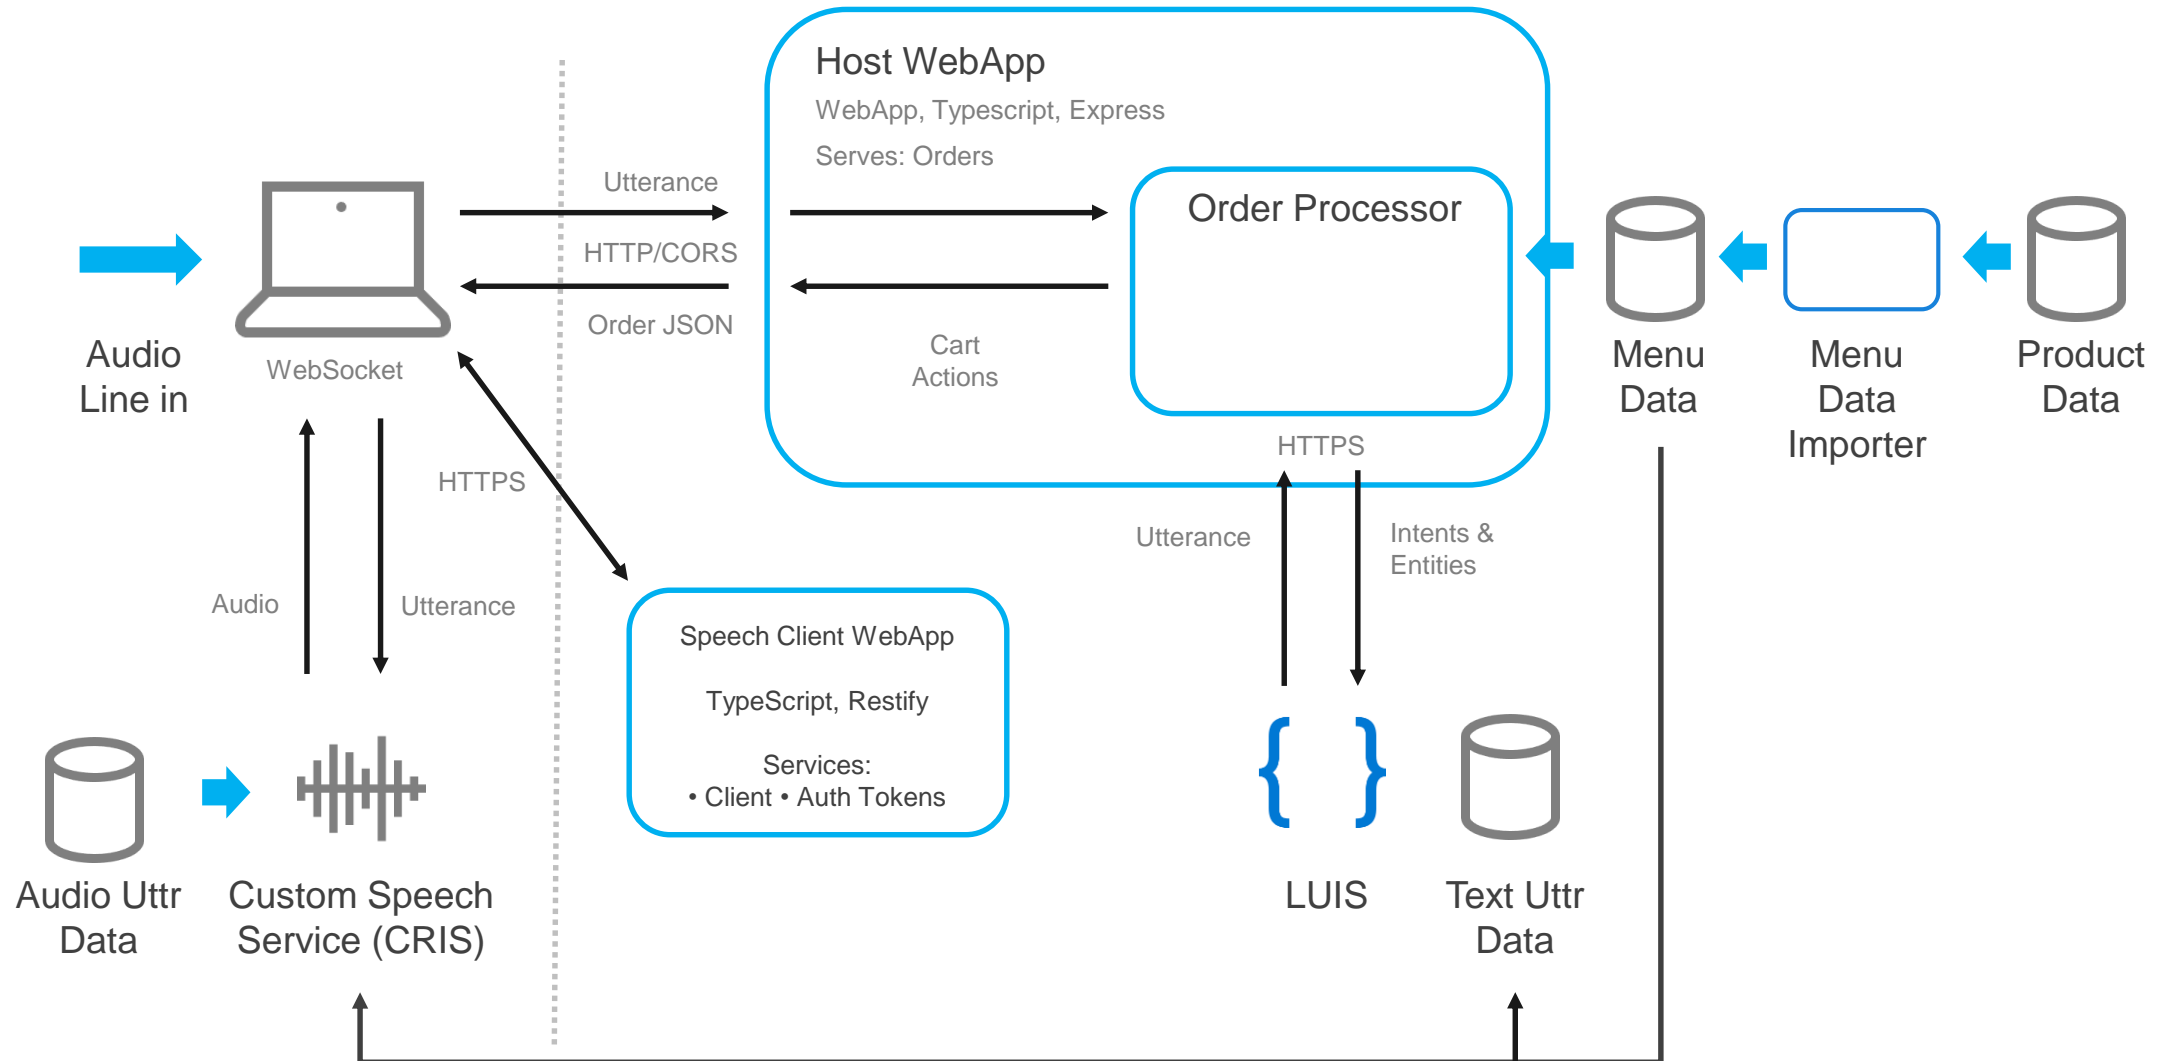 Host WebApp
WebApp, Typescript, Express
Serves: Orders
Utterance
HTTP/CORS
Order JSON
Order Processor
Cart
Actions
HTTPS
Audio
Line in
WebSocket
Menu
Data
Menu
Data
Importer
Product
Data
HTTPS
Utterance
Intents &
Entities
Audio
Utterance
Speech Client WebApp
TypeScript, Restify
Services:
• Client • Auth Tokens
{ }
Audio Uttr
Data
Custom Speech
Service (CRIS)
LUIS
Text Uttr
Data